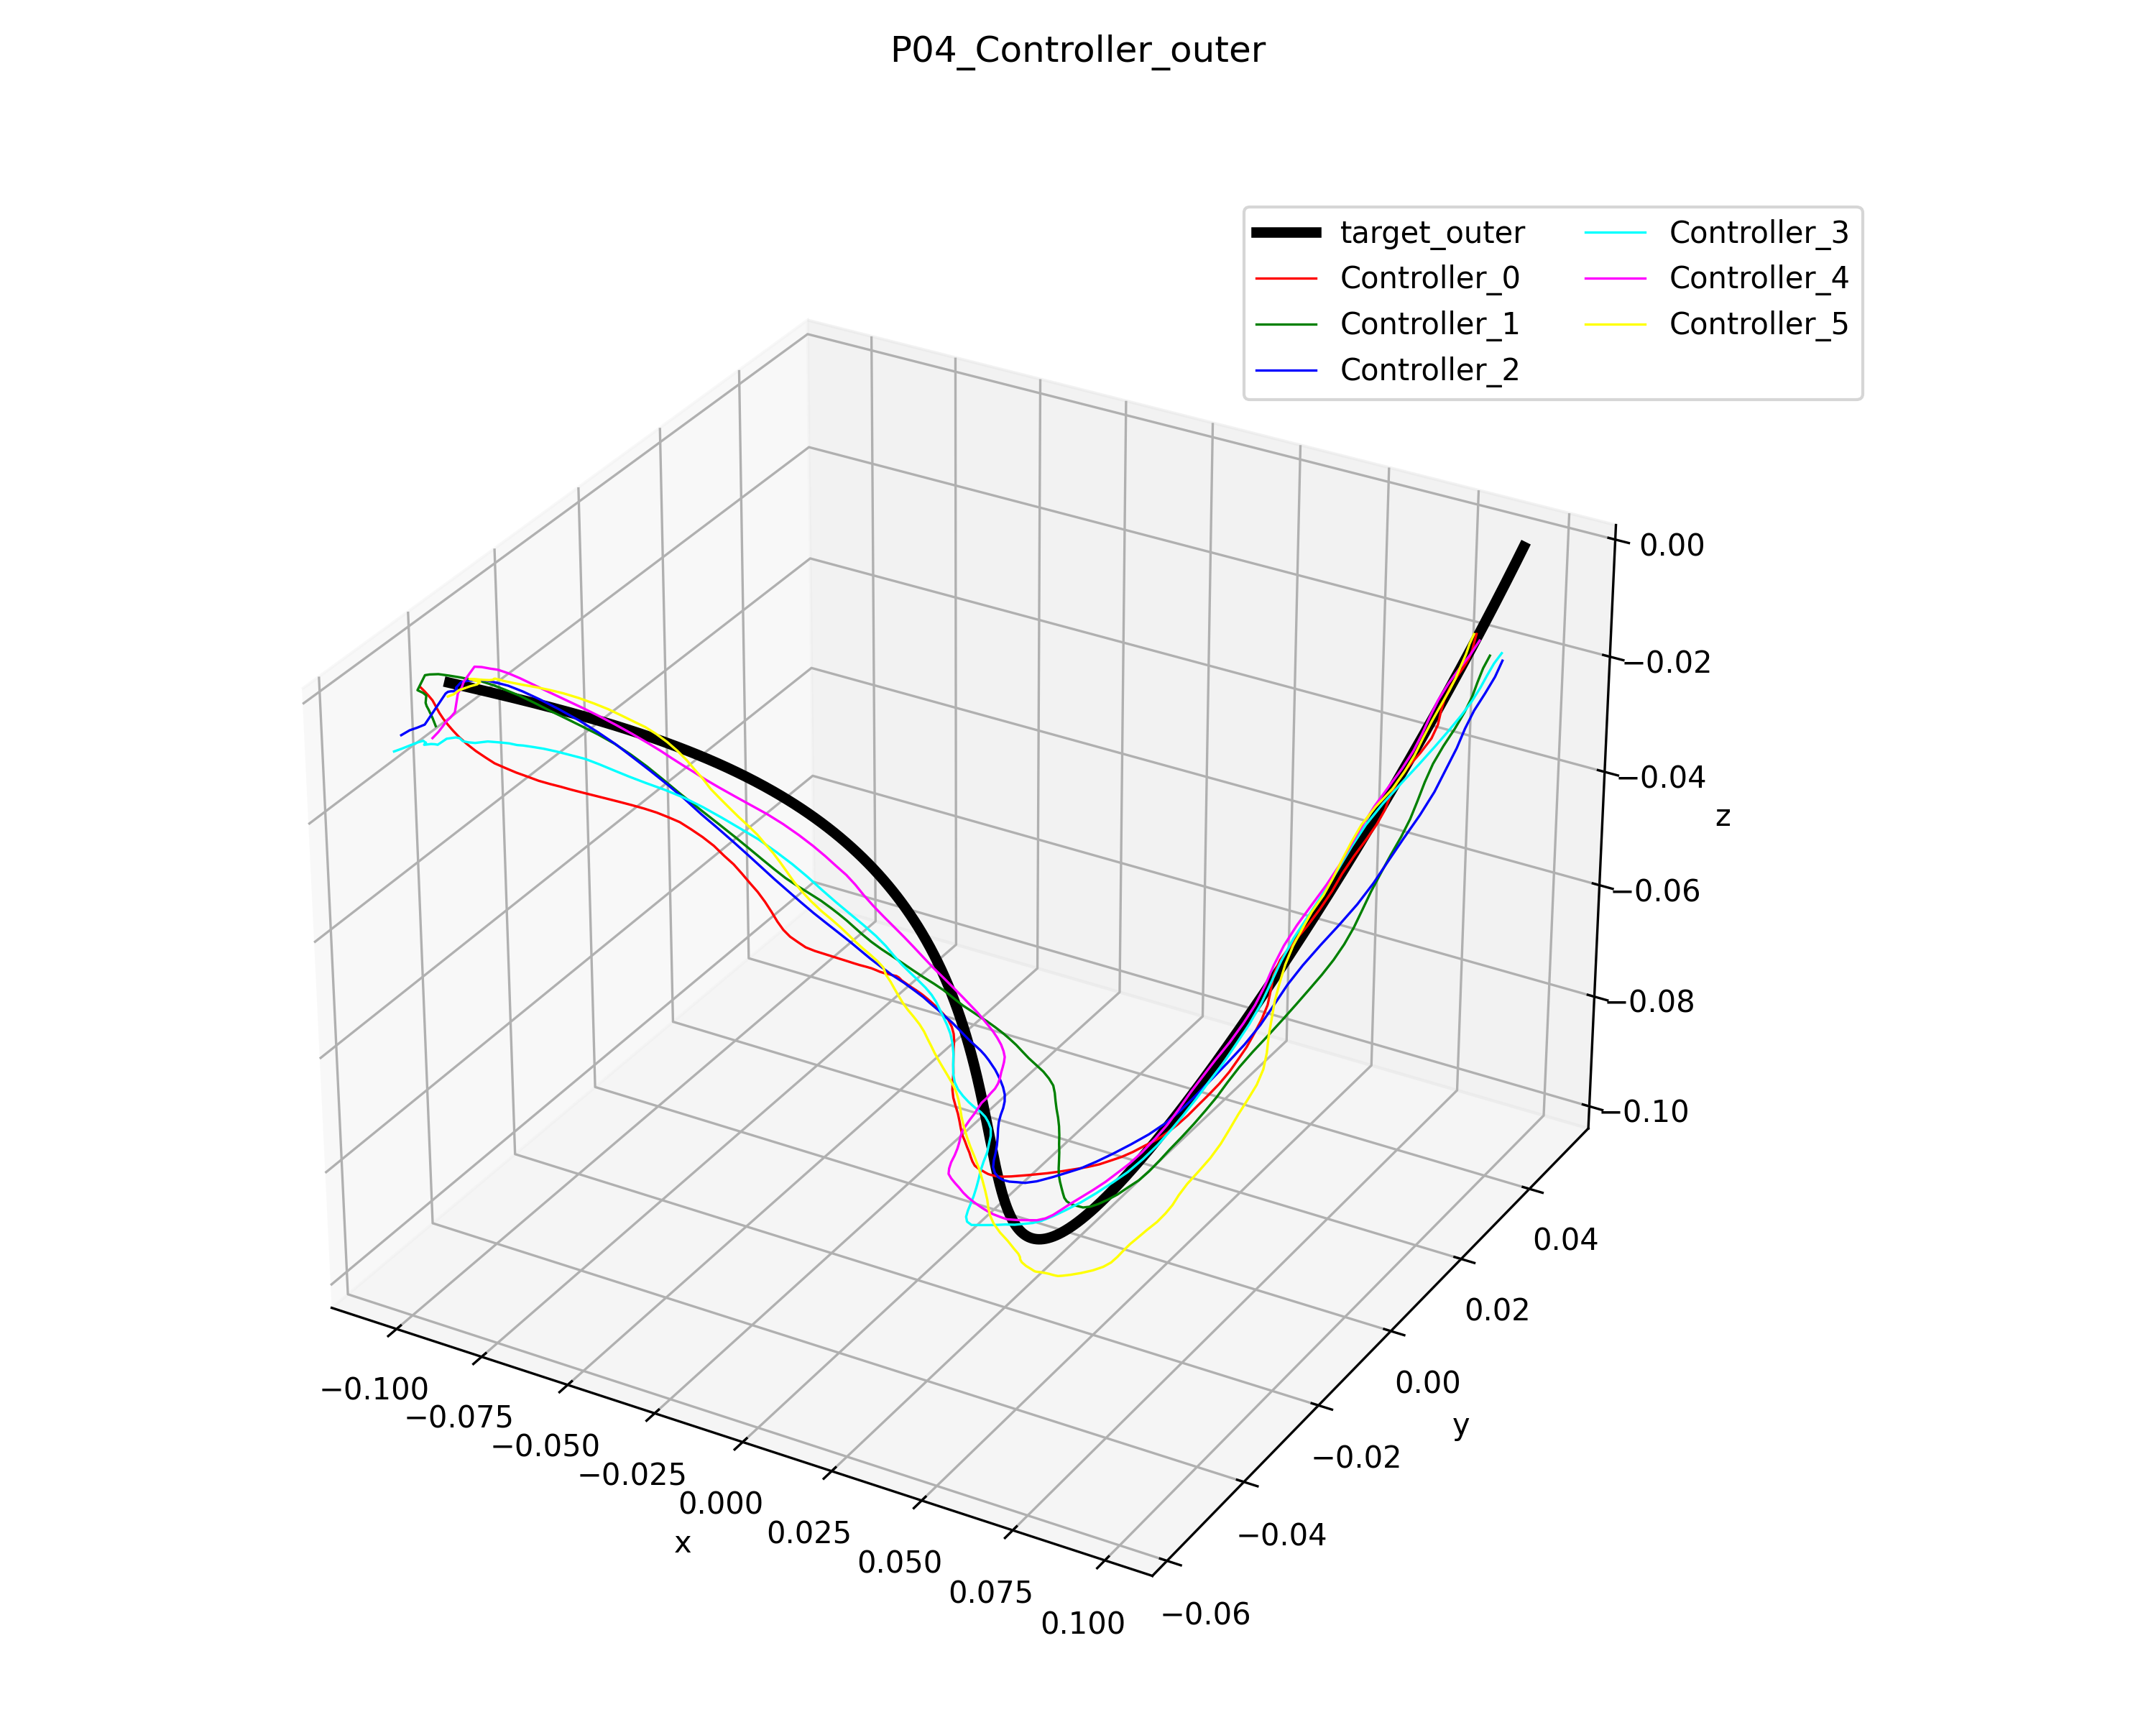 P04_Controller_outer
target_outer
Controller_0
Controller_1
Controller_2
Controller_3
Controller_4
Controller_5
0.00
−0.02
−0.04
z
−0.06
−0.08
−0.10
0.04
0.02
0.00
y
−0.02
−0.04
−0.06
−0.100
−0.075
−0.050
−0.025
0.000
x
0.025
0.050
0.075
0.100